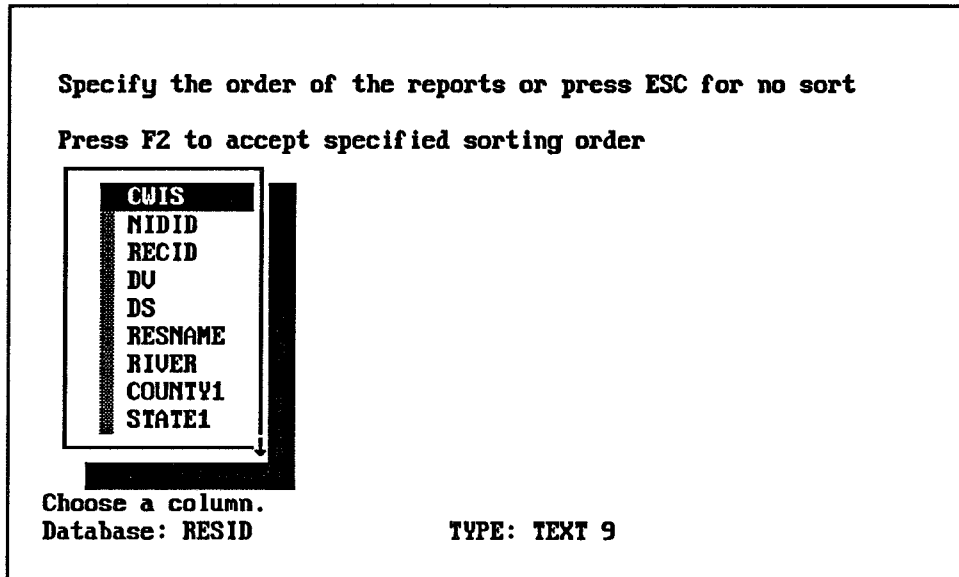 Specify the order of the reports or press ESC for no sort
Press F2 to accept specified sorting order
CWIS
NIDID
RECID
DV
DS
RESNAME
RIVER
COUNTY1
STATE1
↓
Choose a column.
Database: RESID TYPE: TEXT 9